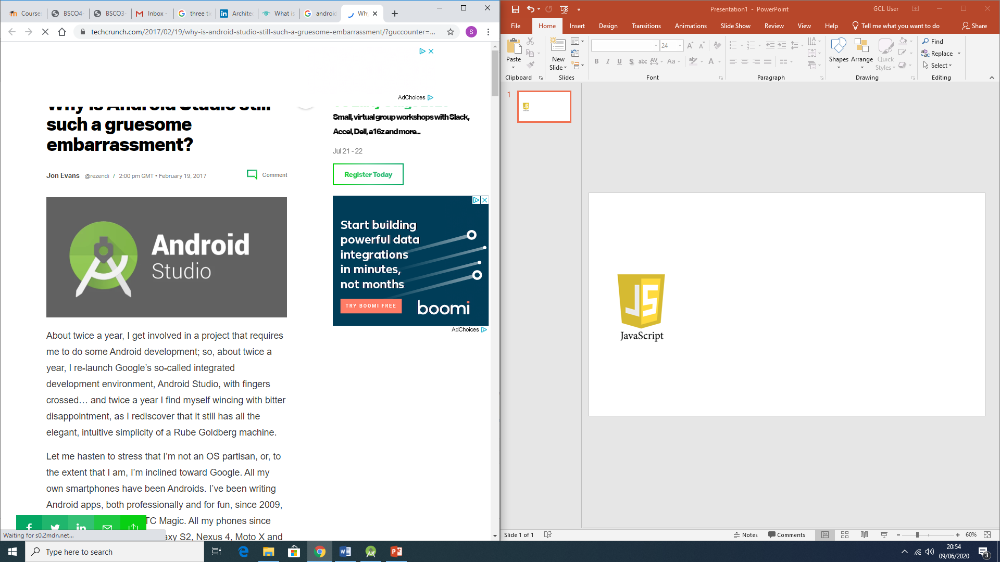 Course
BSCO4-
BSCO3-
Inbox -
three ti
Architec
What is
android
Why
techcrunch.com/2017/02/19/why-is-android-studio-still-such-a-gruesome-embarrassment/?guccounter=...
S
AdChoices
Why is Android Studio still
such a gruesome
embarrassment?
Jon Evans @rezendi / 2:00 pm GMT • February 19, 2017
Comment
Small, virtual group workshops with Slack,
Accel, Dell, a16z and more...
Jul 21 - 22
Register Today
Android
Studio
Start building
powerful data
integrations
in minutes,
not months
TRY BOOMI FREE
boomi
AdChoices
About twice a year, I get involved in a project that requires
me to do some Android development; so, about twice a
year, I re-launch Google’s so-called integrated
development environment, Android Studio, with fingers
crossed… and twice a year I find myself wincing with bitter
disappointment, as I rediscover that it still has all the
elegant, intuitive simplicity of a Rube Goldberg machine.
Let me hasten to stress that I’m not an OS partisan, or, to
the extent that I am, I’m inclined toward Google. All my
own smartphones have been Androids. I’ve been writing
Android apps, both professionally and for fun, since 2009,
TC Magic. All my phones since
axy S2, Nexus 4, Moto X and
Waiting for s0.2mdn.net...
Presentation1 - PowerPoint
GCL User
File
Home
Insert
Design
Transitions
Animations
Slide Show
Review
View
Help
Tell me what you want to do
Share
Paste
Clipboard
New
Slide
Slides
24
B I U S abc AV Aa A
Font
Paragraph
Shapes
Arrange
Quick
Styles
Drawing
Find
Replace
Select
Editing
1
JS
JavaScript
Slide 1 of 1
Notes
Comments
60%
Type here to search
20:54
09/06/2020
3